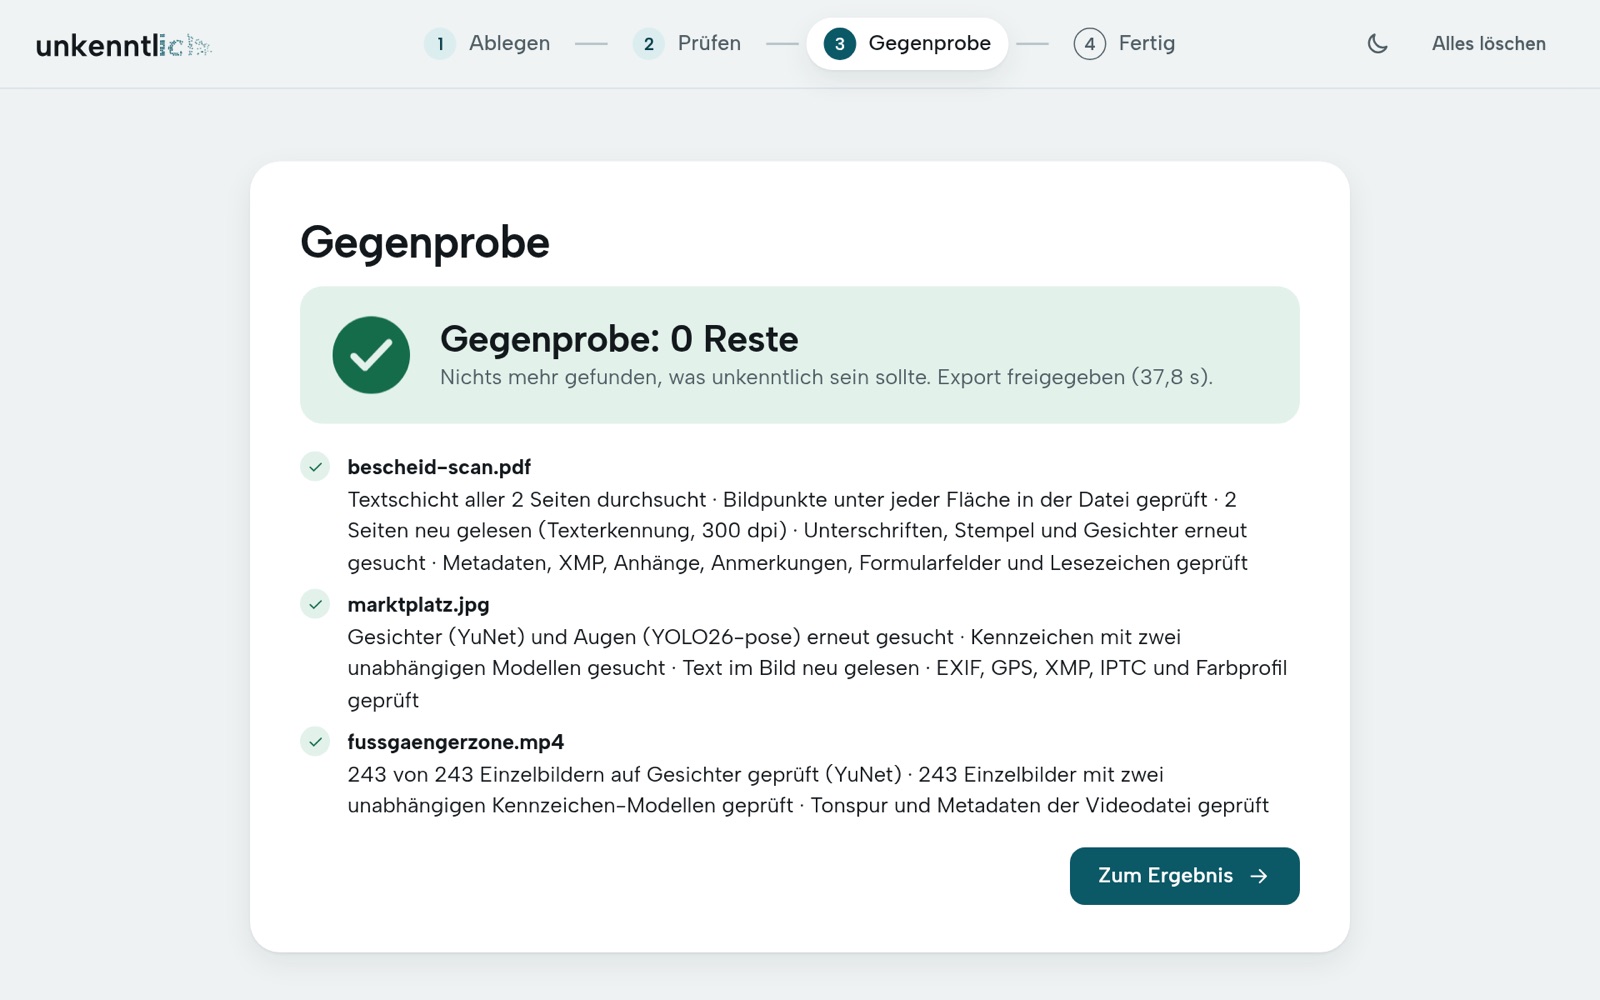 unkenntlich
1 Ablegen
2 Prüfen
3 Gegenprobe
4 Fertig
Alles löschen
Gegenprobe
Gegenprobe: 0 Reste
Nichts mehr gefunden, was unkenntlich sein sollte. Export freigegeben (37,8 s).
bescheid-scan.pdf
Textschicht aller 2 Seiten durchsucht · Bildpunkte unter jeder Fläche in der Datei geprüft · 2
Seiten neu gelesen (Texterkennung, 300 dpi) · Unterschriften, Stempel und Gesichter erneut
gesucht · Metadaten, XMP, Anhänge, Anmerkungen, Formularfelder und Lesezeichen geprüft
marktplatz.jpg
Gesichter (YuNet) und Augen (YOLO26-pose) erneut gesucht · Kennzeichen mit zwei
unabhängigen Modellen gesucht · Text im Bild neu gelesen · EXIF, GPS, XMP, IPTC und Farbprofil
geprüft
fussgaengerzone.mp4
243 von 243 Einzelbildern auf Gesichter geprüft (YuNet) · 243 Einzelbilder mit zwei
unabhängigen Kennzeichen-Modellen geprüft · Tonspur und Metadaten der Videodatei geprüft
Zum Ergebnis →